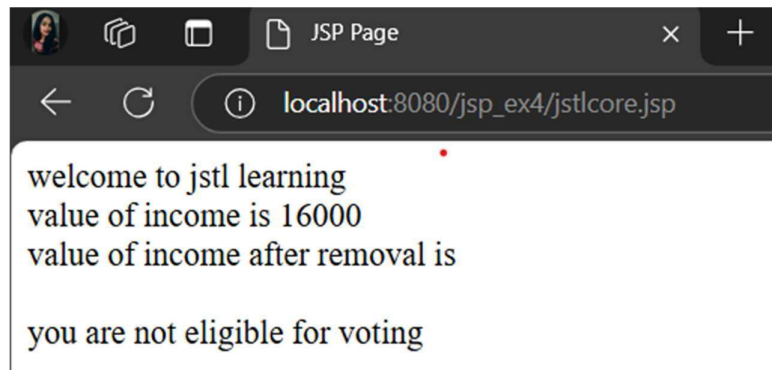 JSP Page
localhost:8080/jsp_ex4/jstlcore.jsp
welcome to jstl learning
value of income is 16000
value of income after removal is
you are not eligible for voting